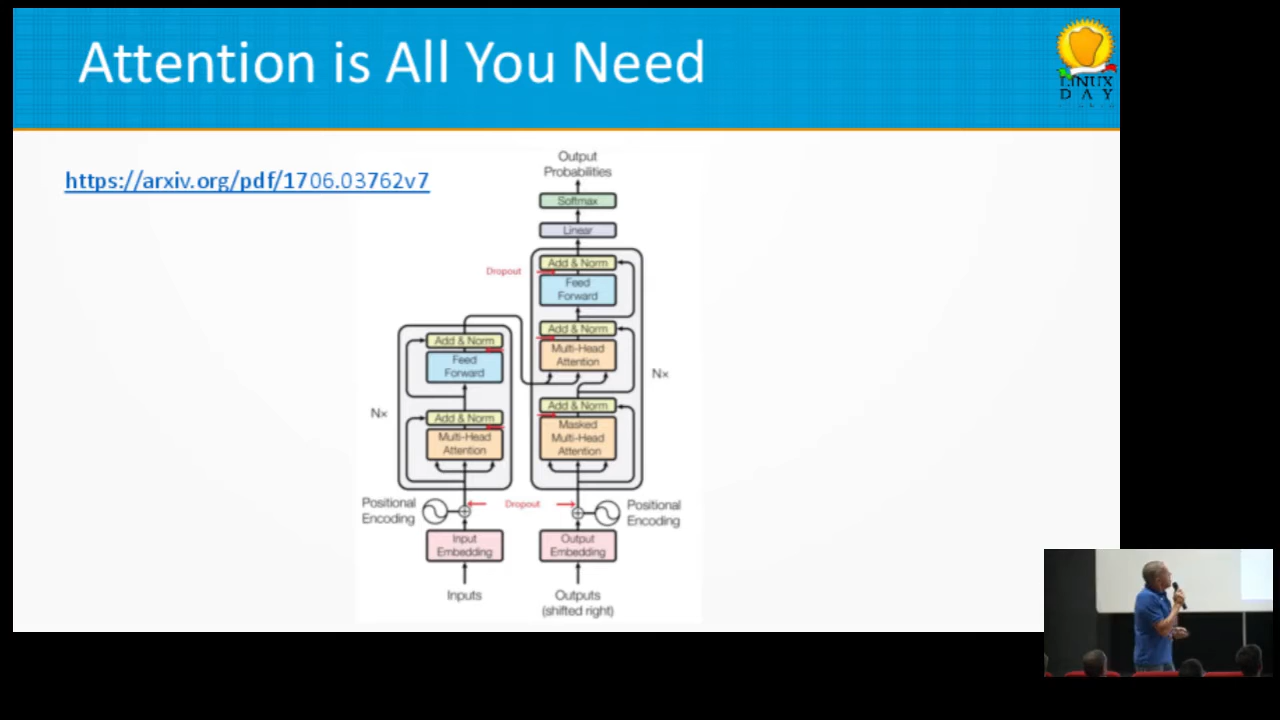 Attention is All You Need
LINUX
DAY
https://arxiv.org/pdf/1706.03762v7
Output
Probabilities
Softmax
Linear
Add & Norm
Dropout
Feed
Forward
Add & Norm
Multi-Head
Attention
Nx
Add & Norm
Masked
Multi-Head
Attention
Add & Norm
Feed
Forward
Nx
Add & Norm
Multi-Head
Attention
Positional
Encoding
Dropout
Positional
Encoding
Input
Embedding
Output
Embedding
Inputs
Outputs
(shifted right)